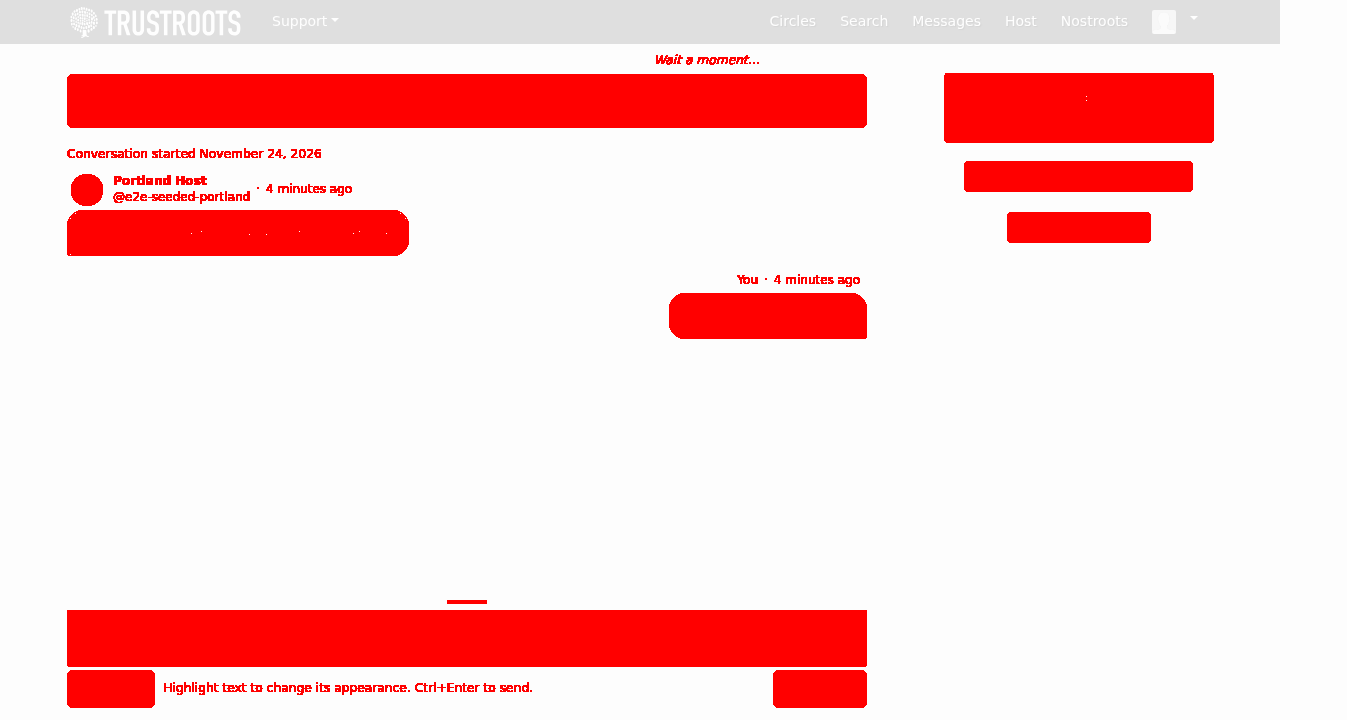 TRUSTROOTS Support Circles Search Messages Host Nostroots
Wait a moment...
Conversation started November 24, 2026
Portland Host
@e2e-seeded-portland · 4 minutes ago
You · 4 minutes ago
Highlight text to change its appearance. Ctrl+Enter to send.